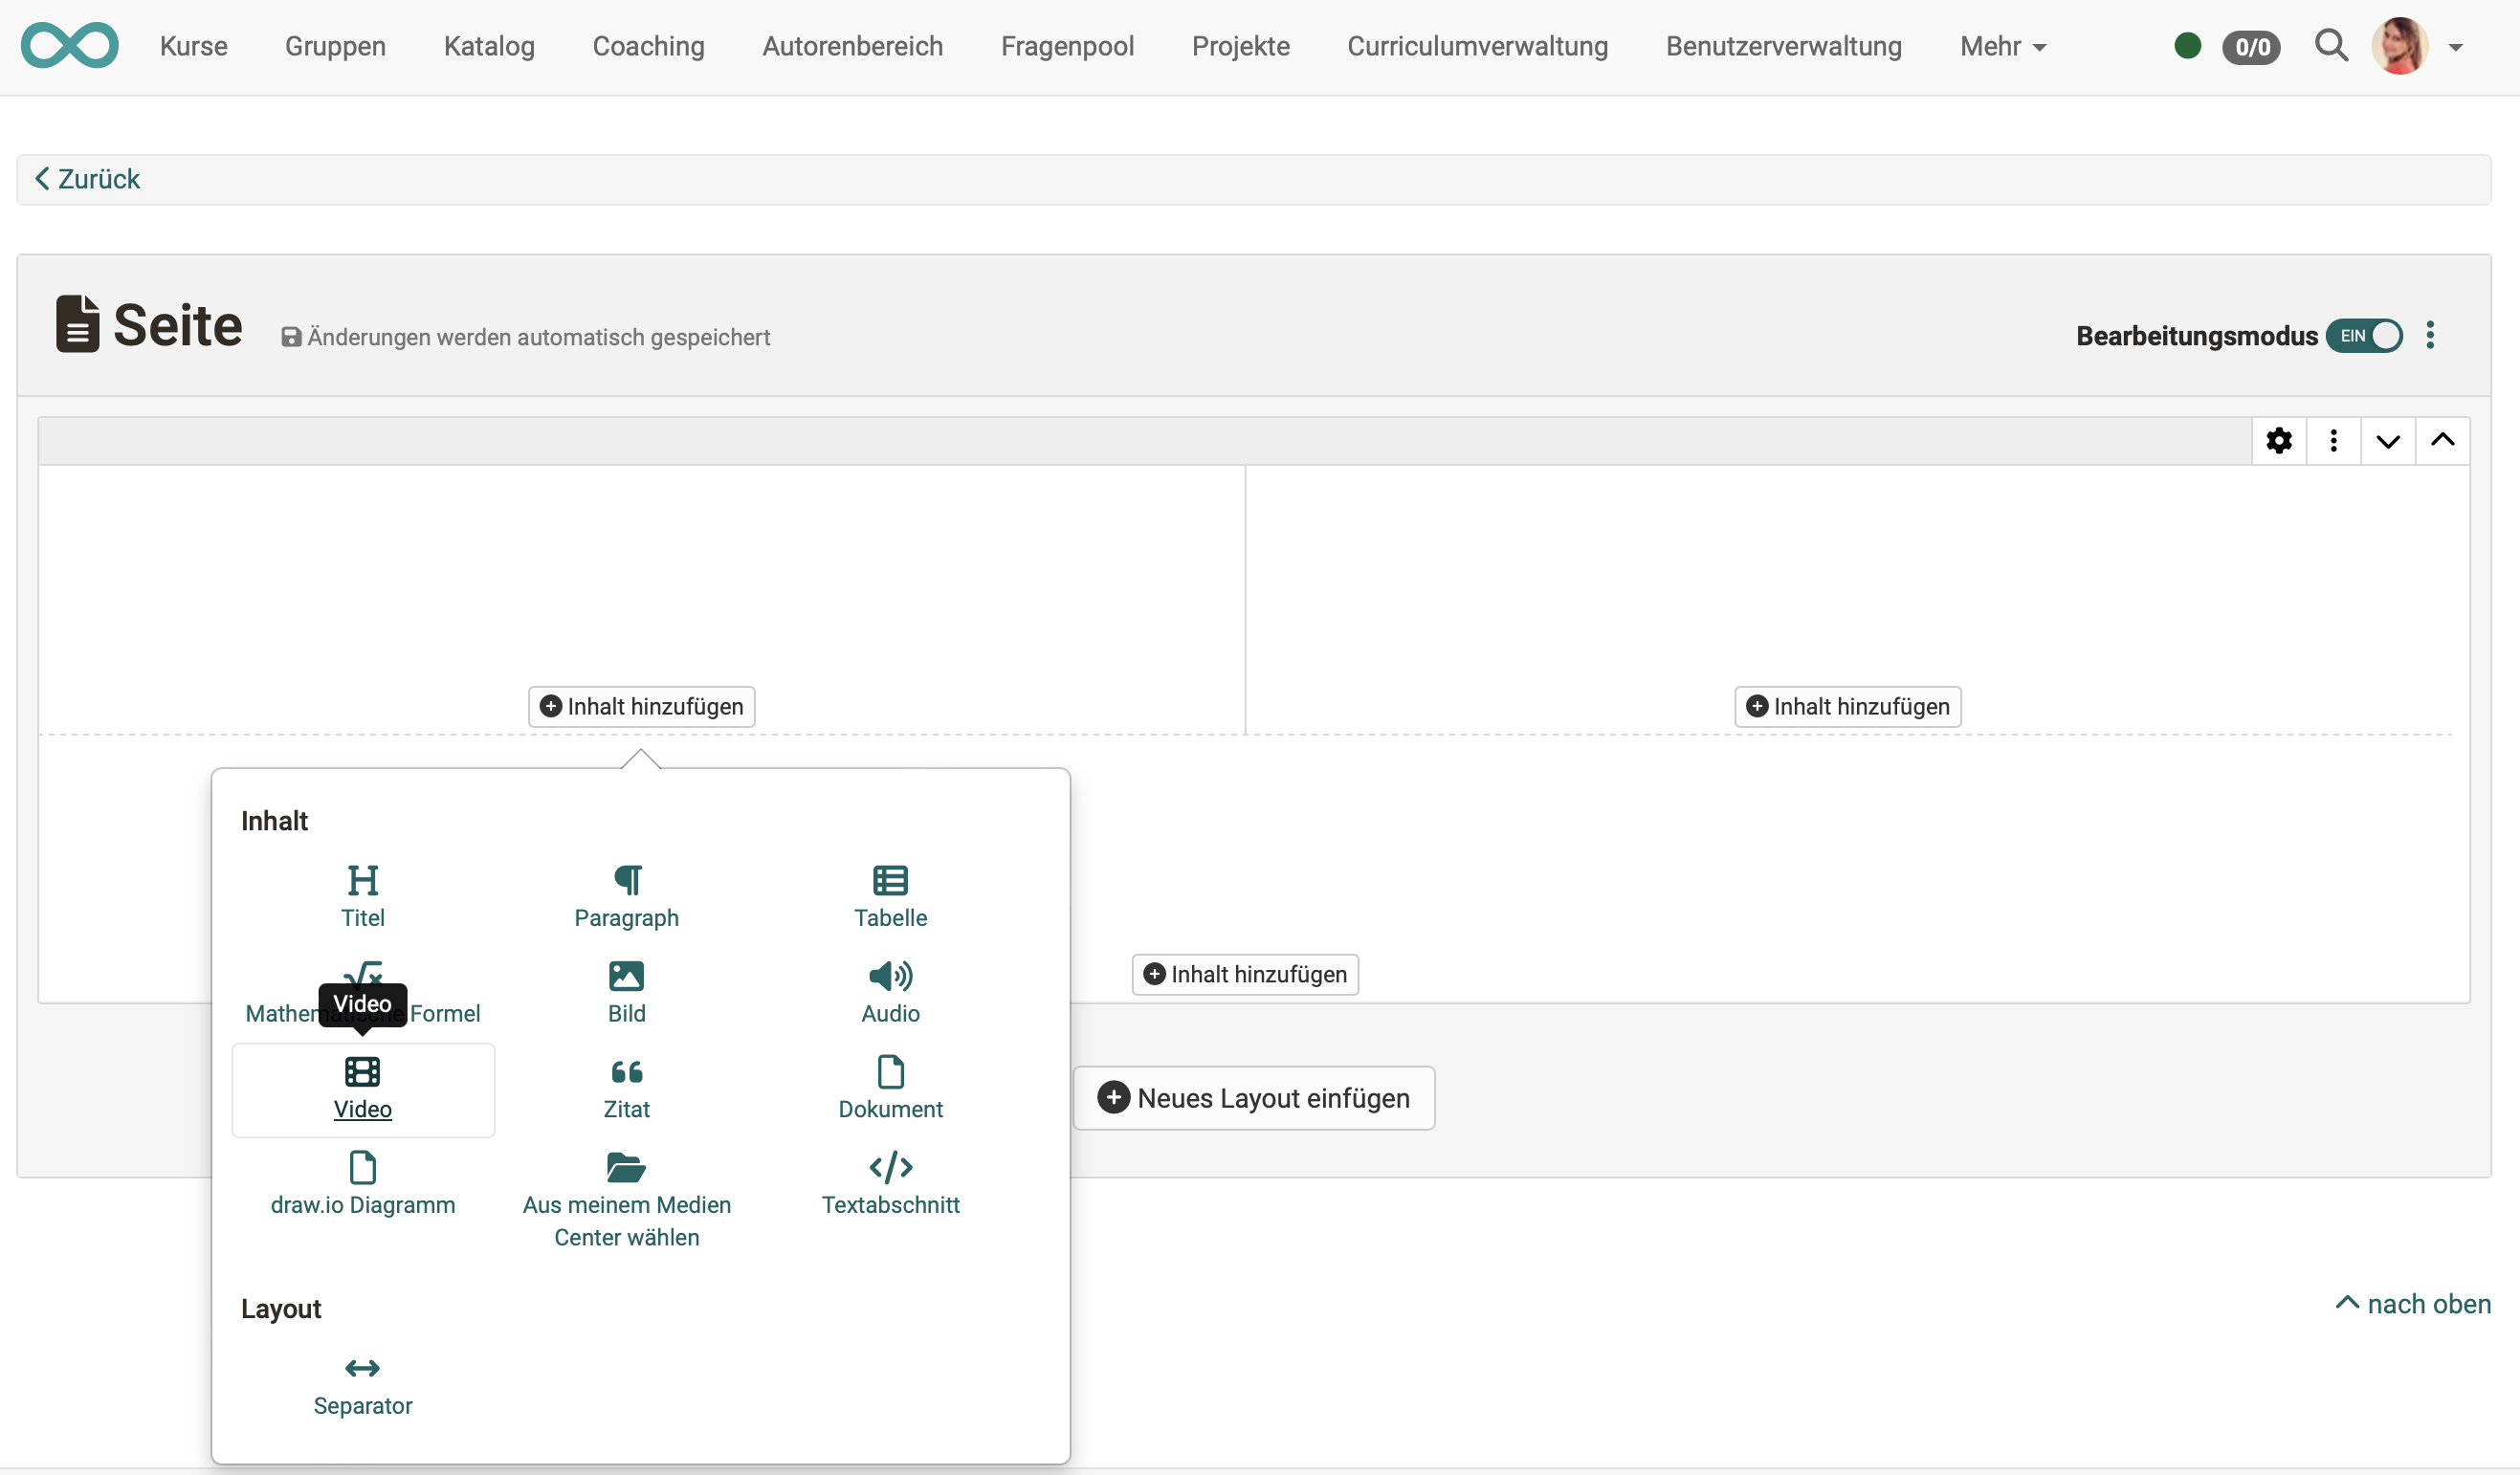 Kurse Gruppen Katalog Coaching Autorenbereich Fragenpool Projekte Curriculumverwaltung Benutzerverwaltung Mehr 0/0
Zurück
Seite Änderungen werden automatisch gespeichert Bearbeitungsmodus EIN
Inhalt hinzufügen Inhalt hinzufügen
Inhalt
Titel Paragraph Tabelle
Inhalt hinzufügen
Video
Mathematische Formel Bild Audio
Video Zitat Dokument
Neues Layout einfügen
draw.io Diagramm Aus meinem Medien Textabschnitt
Center wählen
Layout
nach oben
Separator